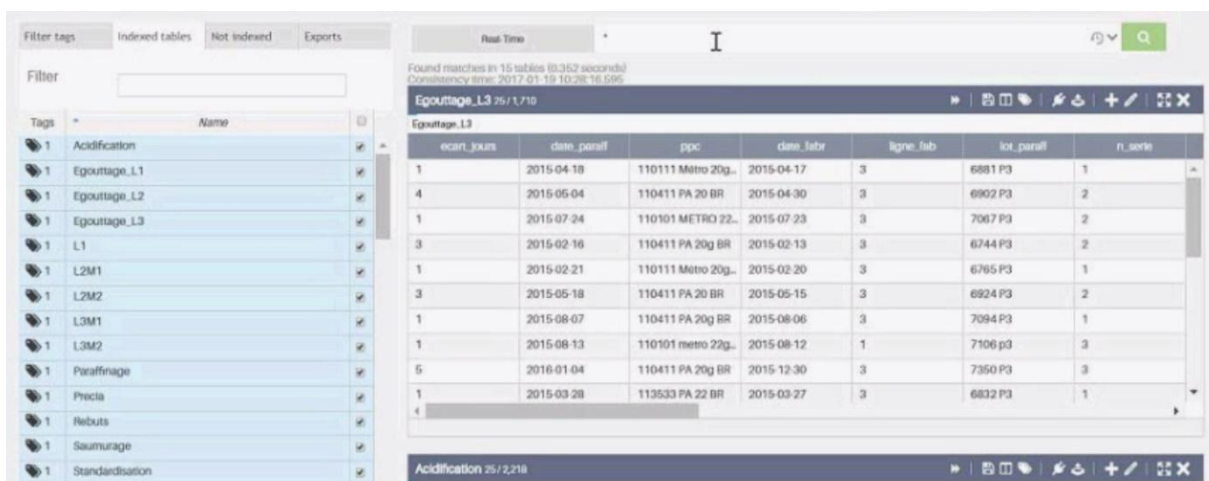 Filter tags Indexed tables Not indexed Exports
Filter
Tags Name
1 Acidification
1 Egouttage_L1
1 Egouttage_L2
1 Egouttage_L3
1 L1
1 L2M1
1 L2M2
1 L3M1
1 L3M2
1 Paraffinage
1 Precia
1 Rebuts
1 Saumurage
1 Standardisation
Real-Time *
Found matches in 15 tables (0.352 seconds)
Consistency time: 2017-01-19 10:28:16.595
Egouttage_L3 25/1,710
Egouttage_L3
ecart_jours date_paraff ppc date_fabr ligne_fab lot_paraff n_serie
1 2015-04-18 110111 Métro 20g... 2015-04-17 3 6881 P3 1
4 2015-05-04 110411 PA 20 BR 2015-04-30 3 6902 P3 2
1 2015-07-24 110101 METRO 22... 2015-07-23 3 7067 P3 2
3 2015-02-16 110411 PA 20g BR 2015-02-13 3 6744 P3 2
1 2015-02-21 110111 Métro 20g... 2015-02-20 3 6765 P3 1
3 2015-05-18 110411 PA 20 BR 2015-05-15 3 6924 P3 2
1 2015-08-07 110411 PA 20g BR 2015-08-06 3 7094 P3 1
1 2015-08-13 110101 metro 22g... 2015-08-12 1 7106 p3 3
5 2016-01-04 110411 PA 20g BR 2015-12-30 3 7350 P3 3
1 2015-03-28 113533 PA 22 BR 2015-03-27 3 6832 P3 1
Acidification 25/2,218